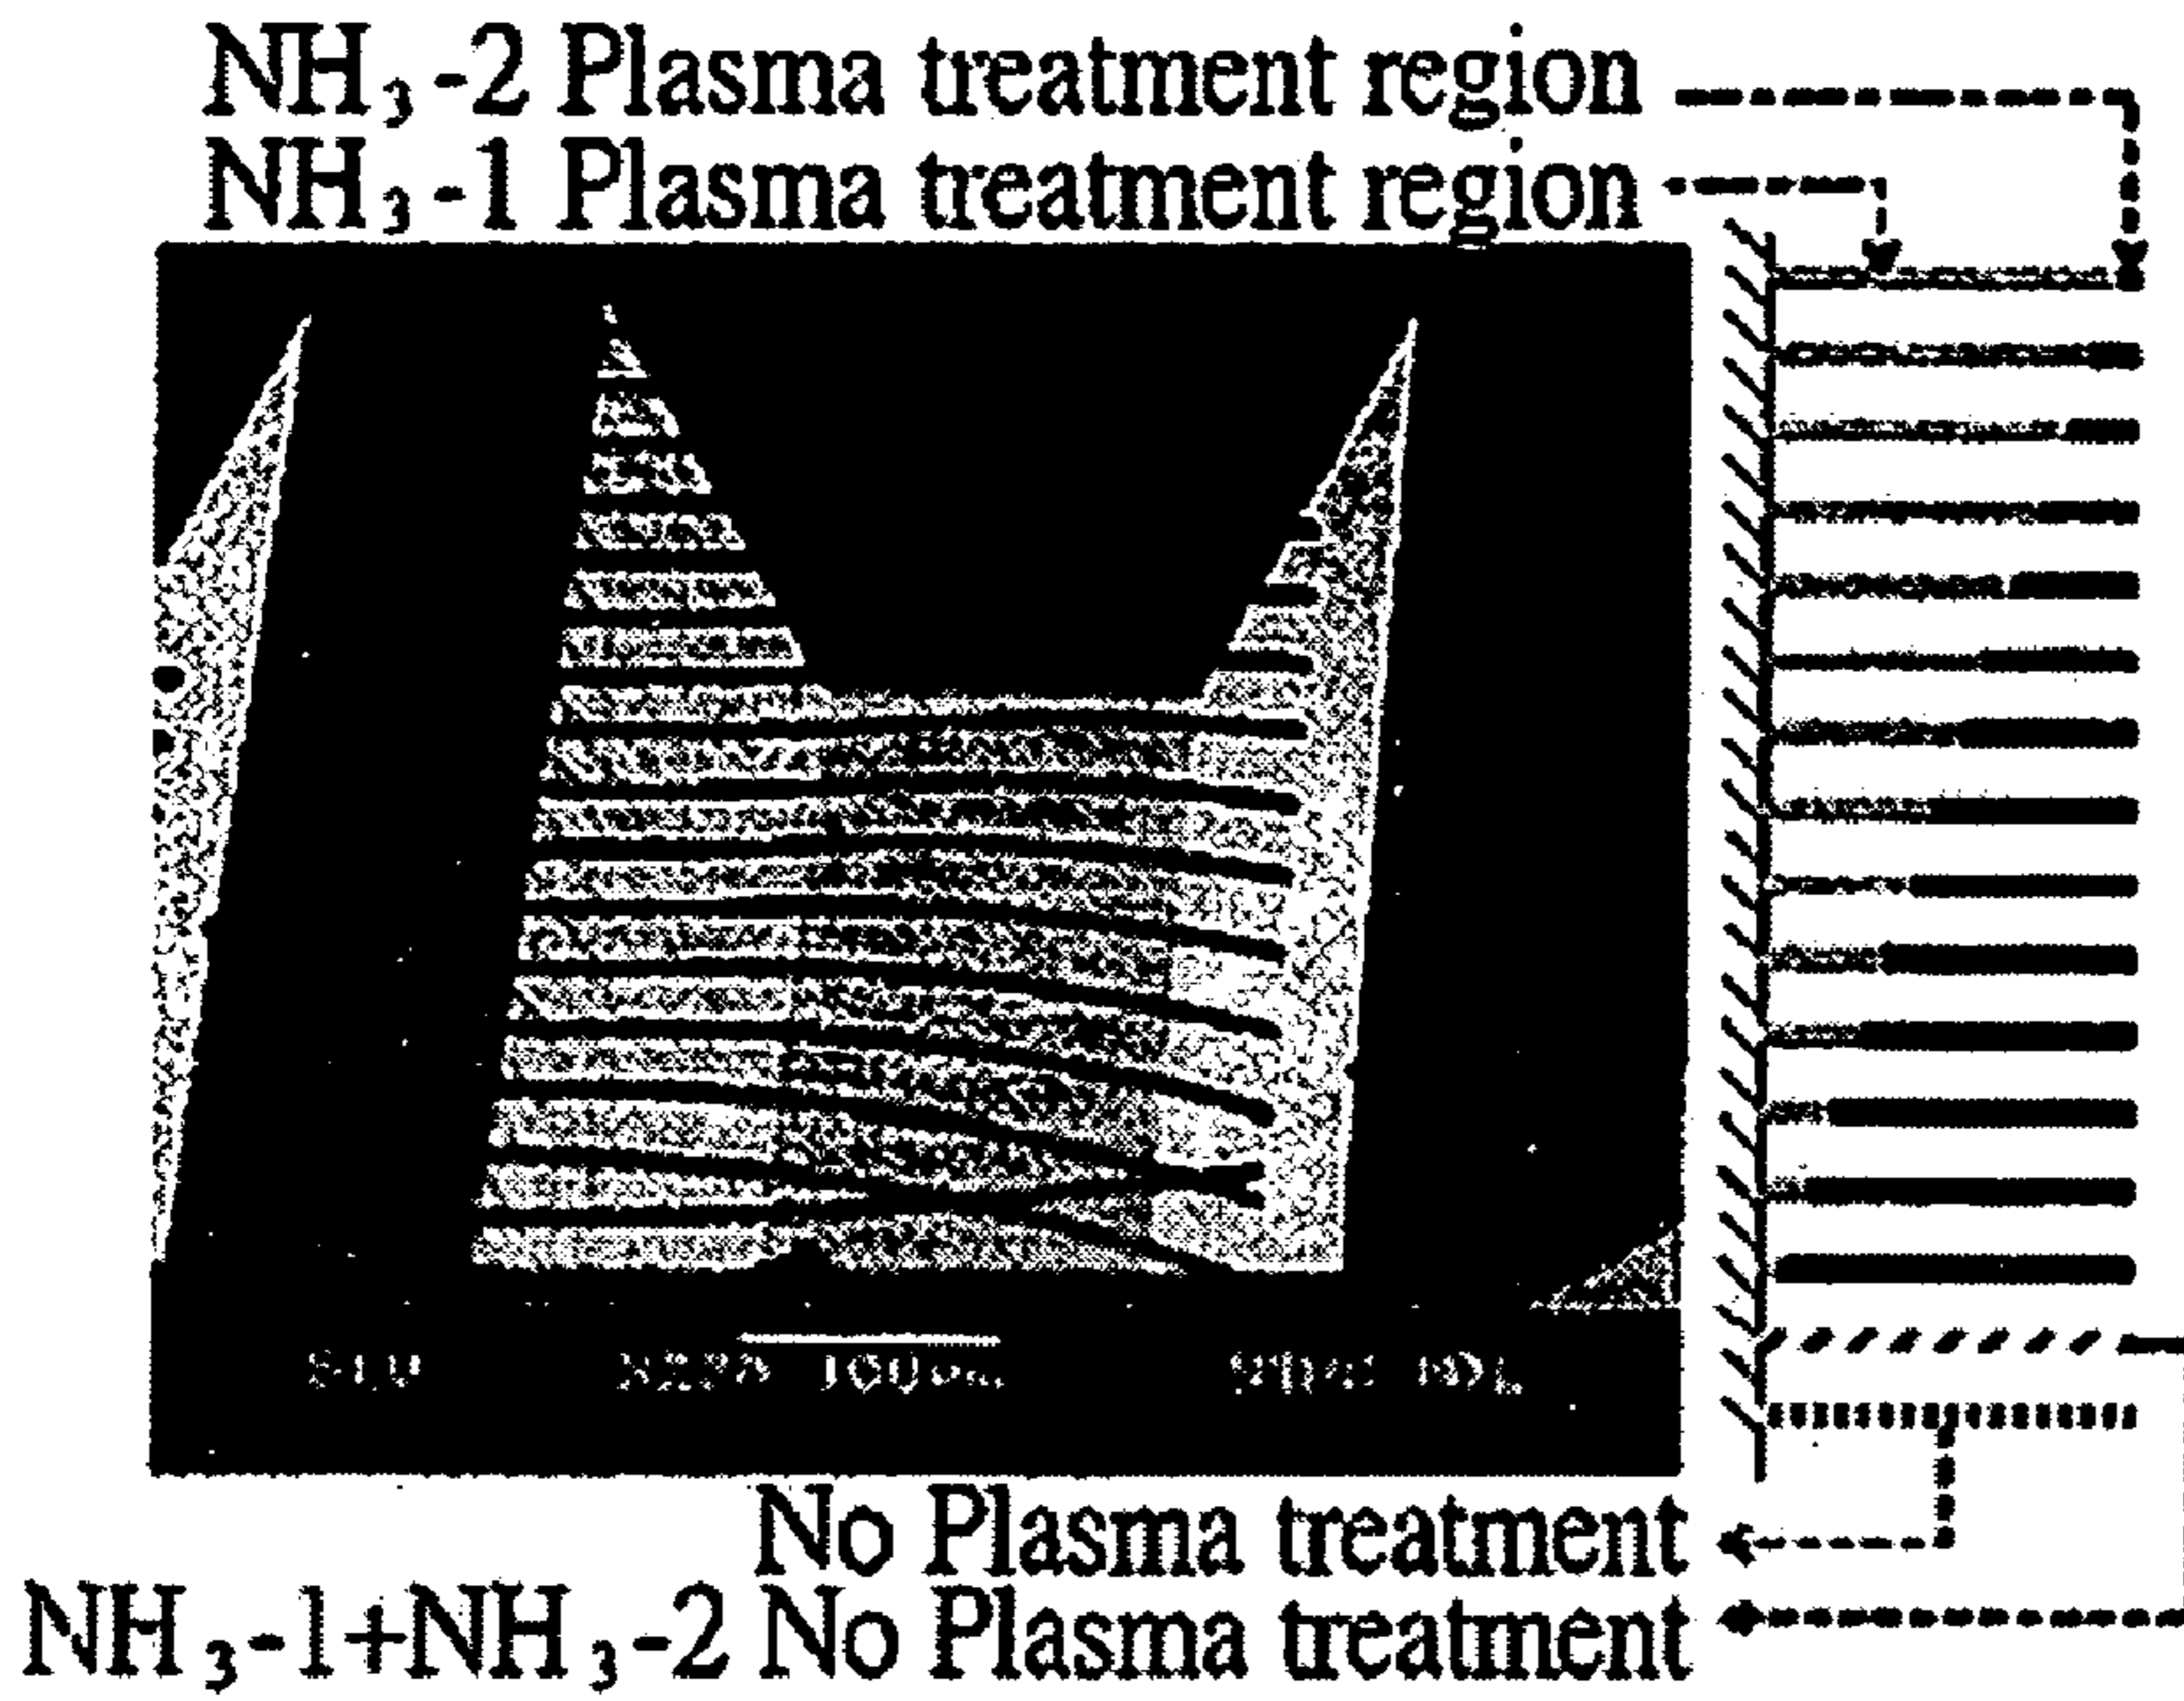 NH₃-2 Plasma treatment region
NH₃-1 Plasma treatment region
100µm
No Plasma treatment
NH₃-1+NH₃-2 No Plasma treatment